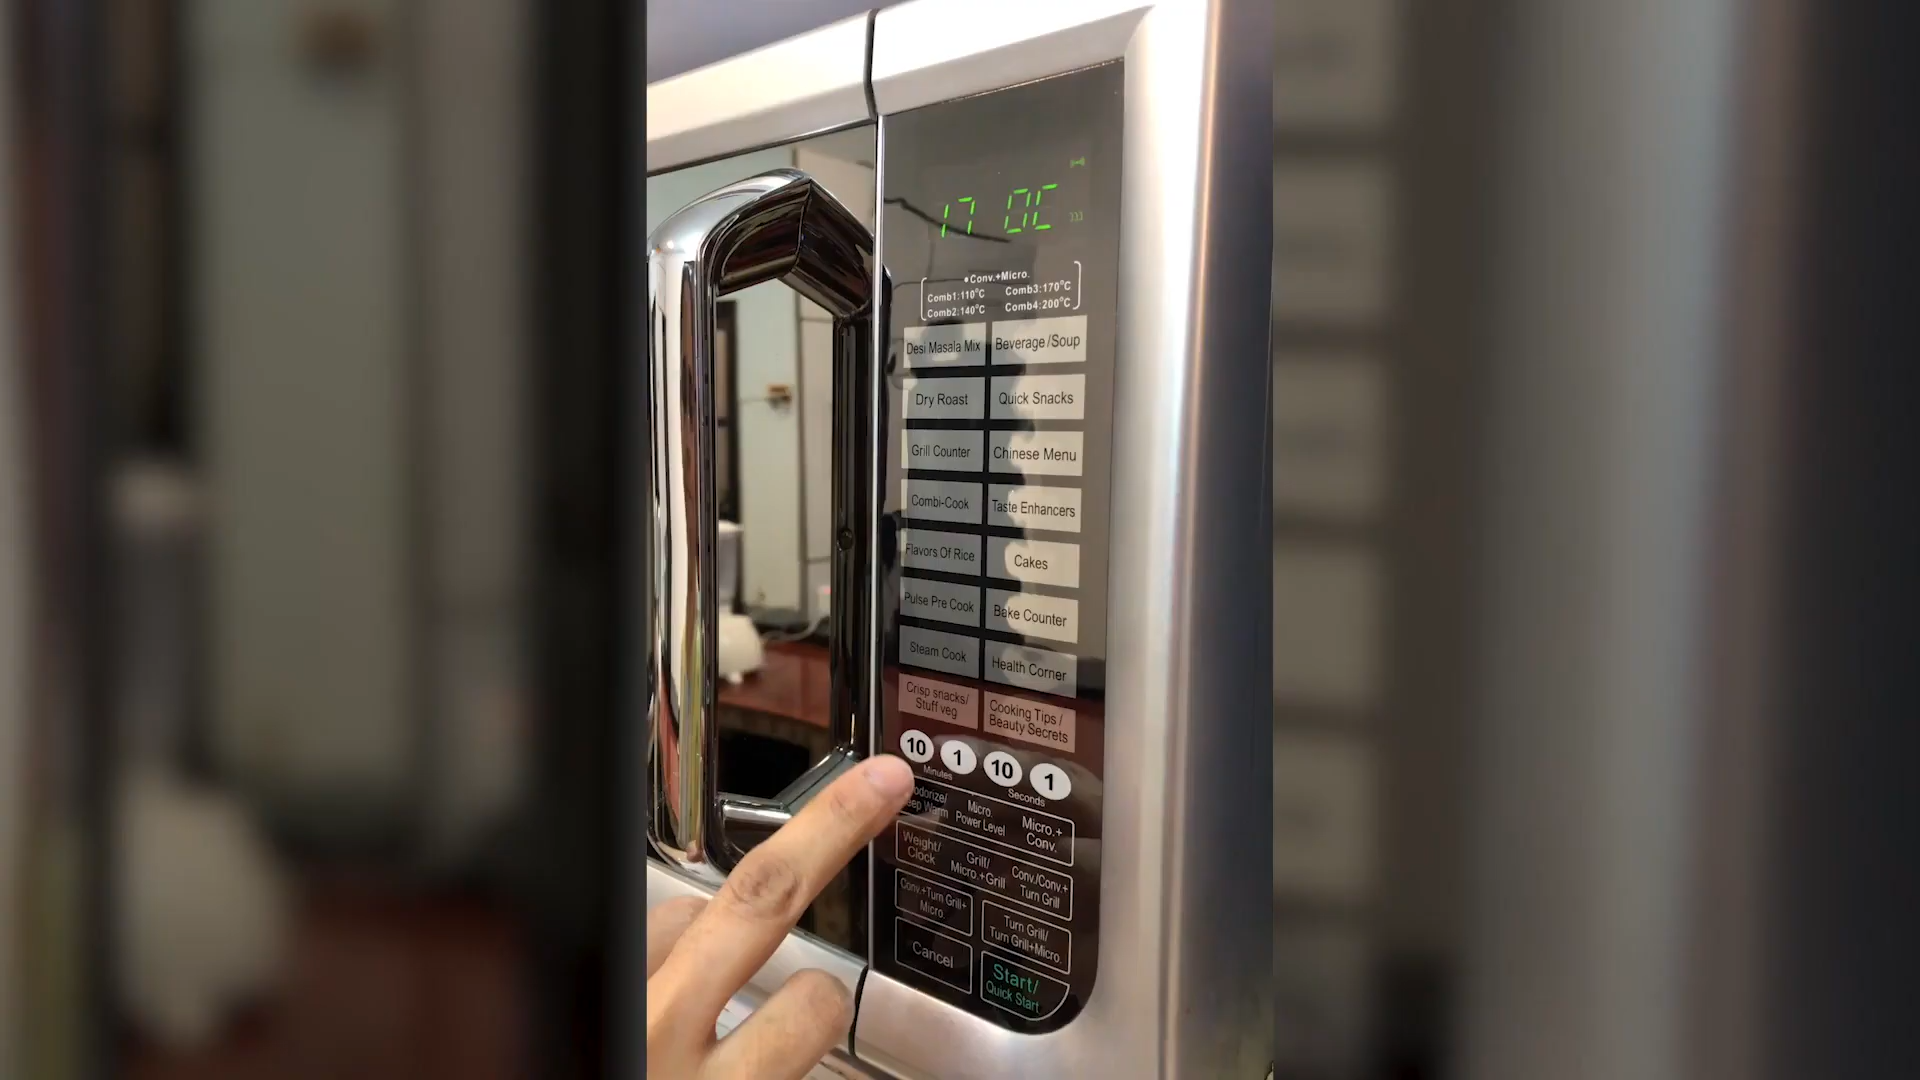 17 0C
■Conv.+Micro.
Comb1:110°C Comb3:170°C
Comb2:140°C Comb4:200°C
Desi Masala Mix Beverage/Soup
Dry Roast Quick Snacks
Grill Counter Chinese Menu
Combi-Cook Taste Enhancers
Flavors Of Rice Cakes
Pulse Pre Cook Bake Counter
Steam Cook Health Corner
Crisp snacks/
Stuff veg
Cooking Tips/
Beauty Secrets
10 1 10 1
Minutes Seconds
Warm
Micro.
Power Level
Micro.+
Conv.
Weight/
Clock
Grill/
Micro.+Grill
Conv./Conv.+
Turn Grill
Conv.+Turn Grill+
Micro.
Turn Grill/
Turn Grill+Micro.
Cancel
Start/
Quick Start